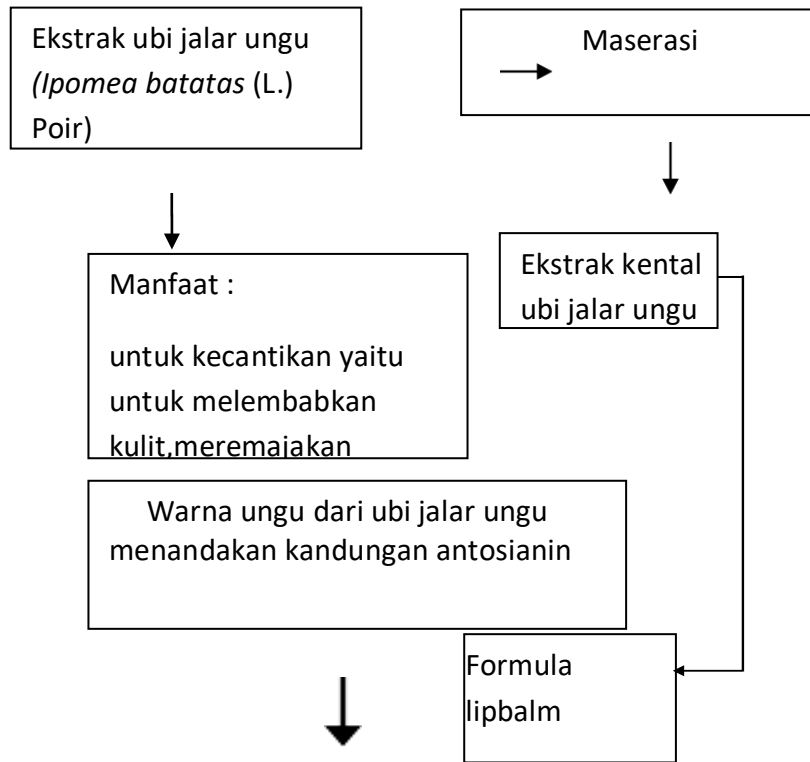 Ekstrak ubi jalar ungu
(Ipomea batatas (L.)
Poir)
Maserasi
Ekstrak kental
ubi jalar ungu
Manfaat :
untuk kecantikan yaitu
untuk melembabkan
kulit,meremajakan
Warna ungu dari ubi jalar ungu
menandakan kandungan antosianin
Formula
lipbalm